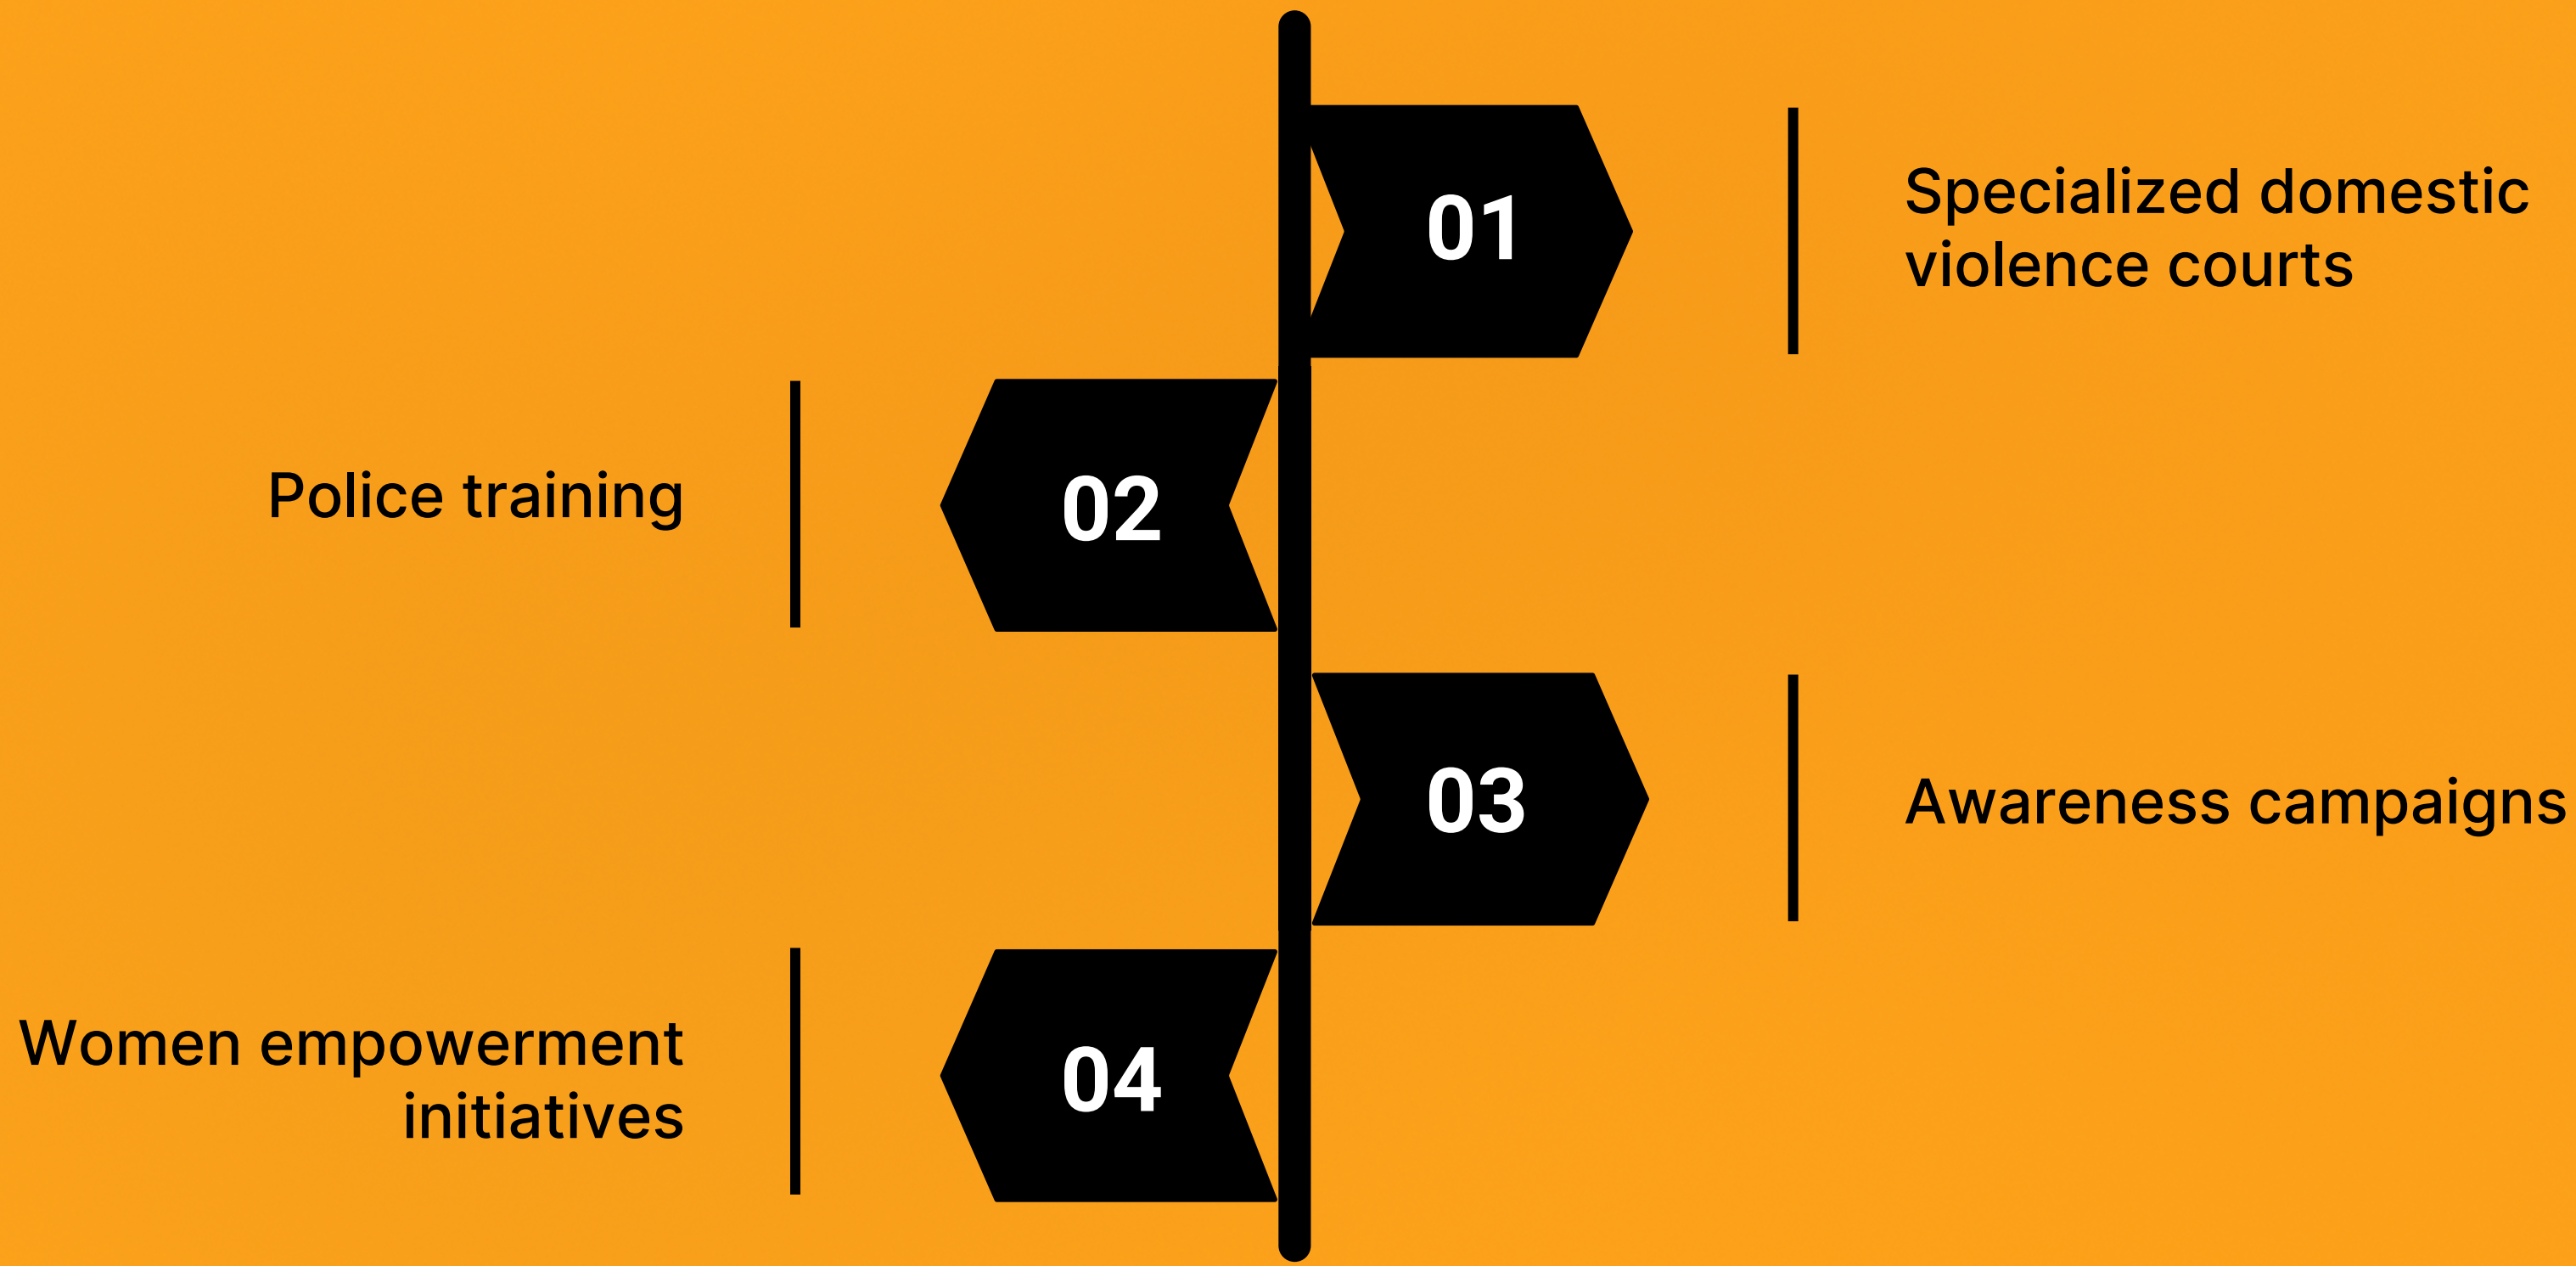 01
Specialized domestic
violence courts
Police training
02
03
Awareness campaigns
Women empowerment
initiatives
04